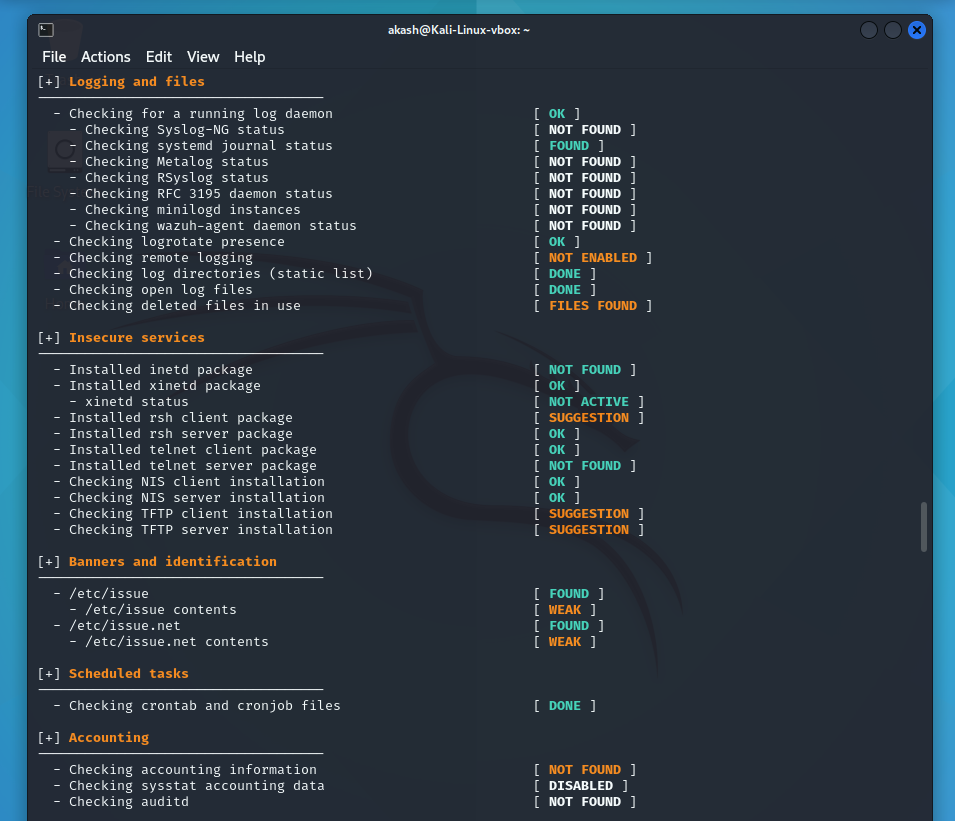 akash@Kali-Linux-vbox: ~
File Actions Edit View Help
[+] Logging and files
- Checking for a running log daemon [ OK ]
- Checking Syslog-NG status [ NOT FOUND ]
- Checking systemd journal status [ FOUND ]
- Checking Metalog status [ NOT FOUND ]
- Checking RSyslog status [ NOT FOUND ]
- Checking RFC 3195 daemon status [ NOT FOUND ]
- Checking minilogd instances [ NOT FOUND ]
- Checking wazuh-agent daemon status [ NOT FOUND ]
- Checking logrotate presence [ OK ]
- Checking remote logging [ NOT ENABLED ]
- Checking log directories (static list) [ DONE ]
- Checking open log files [ DONE ]
- Checking deleted files in use [ FILES FOUND ]
[+] Insecure services
- Installed inetd package [ NOT FOUND ]
- Installed xinetd package [ OK ]
- xinetd status [ NOT ACTIVE ]
- Installed rsh client package [ SUGGESTION ]
- Installed rsh server package [ OK ]
- Installed telnet client package [ OK ]
- Installed telnet server package [ NOT FOUND ]
- Checking NIS client installation [ OK ]
- Checking NIS server installation [ OK ]
- Checking TFTP client installation [ SUGGESTION ]
- Checking TFTP server installation [ SUGGESTION ]
[+] Banners and identification
- /etc/issue [ FOUND ]
- /etc/issue contents [ WEAK ]
- /etc/issue.net [ FOUND ]
- /etc/issue.net contents [ WEAK ]
[+] Scheduled tasks
- Checking crontab and cronjob files [ DONE ]
[+] Accounting
- Checking accounting information [ NOT FOUND ]
- Checking sysstat accounting data [ DISABLED ]
- Checking auditd [ NOT FOUND ]